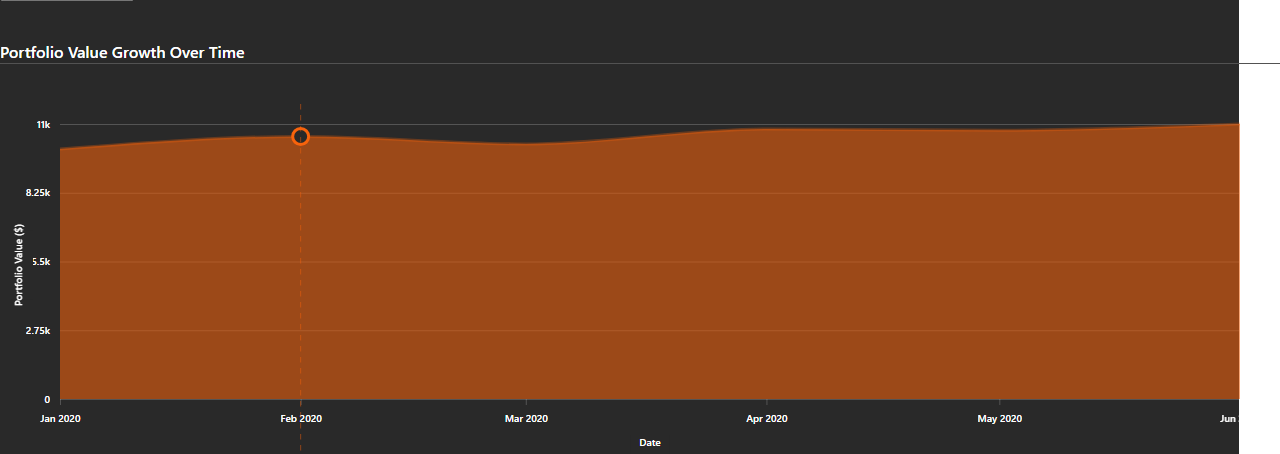 Portfolio Value Growth Over Time
11k
8.25k
5.5k
2.75k
0
Portfolio Value ($)
Jan 2020 Feb 2020 Mar 2020 Apr 2020 May 2020 Jun
Date